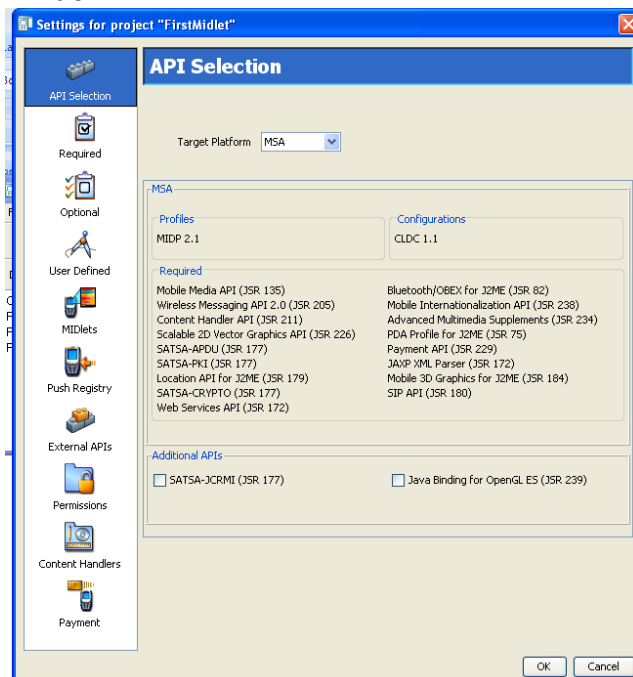 Settings for project "FirstMidlet"
API Selection
Required
Optional
User Defined
MIDlets
Push Registry
External APIs
Permissions
Content Handlers
Payment
API Selection
Target Platform MSA
MSA
Profiles
MIDP 2.1
Configurations
CLDC 1.1
Required
Mobile Media API (JSR 135)
Wireless Messaging API 2.0 (JSR 205)
Content Handler API (JSR 211)
Scalable 2D Vector Graphics API (JSR 226)
SATSA-APDU (JSR 177)
SATSA-PKI (JSR 177)
Location API for J2ME (JSR 179)
SATSA-CRYPTO (JSR 177)
Web Services API (JSR 172)
Bluetooth/OBEX for J2ME (JSR 82)
Mobile Internationalization API (JSR 238)
Advanced Multimedia Supplements (JSR 234)
PDA Profile for J2ME (JSR 75)
Payment API (JSR 229)
JAXP XML Parser (JSR 172)
Mobile 3D Graphics for J2ME (JSR 184)
SIP API (JSR 180)
Additional APIs
SATSA-JCRMI (JSR 177)
Java Binding for OpenGL ES (JSR 239)
OK
Cancel